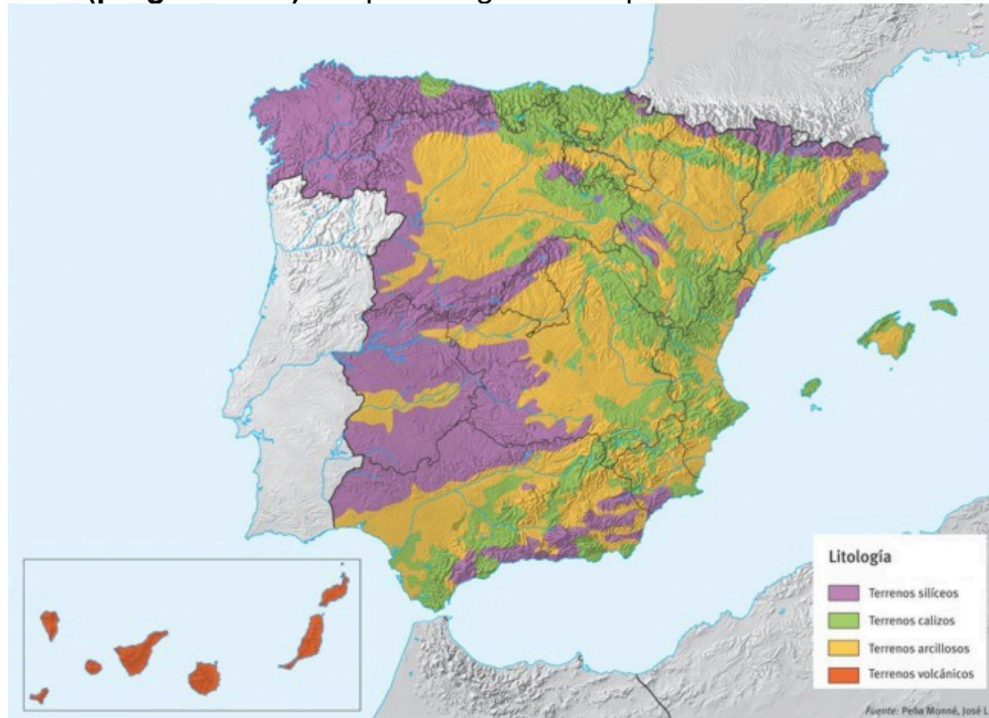 Litología
Terrenos silíceos
Terrenos calizos
Terrenos arcillosos
Terrenos volcánicos
Fuente: Peña Monné, José L